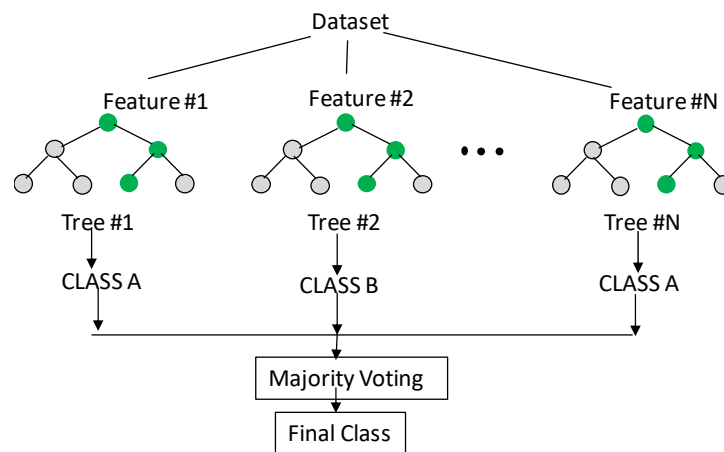 Dataset
Feature #1
Feature #2
Feature #N
Tree #1
Tree #2
Tree #N
CLASS A
CLASS B
CLASS A
Majority Voting
Final Class